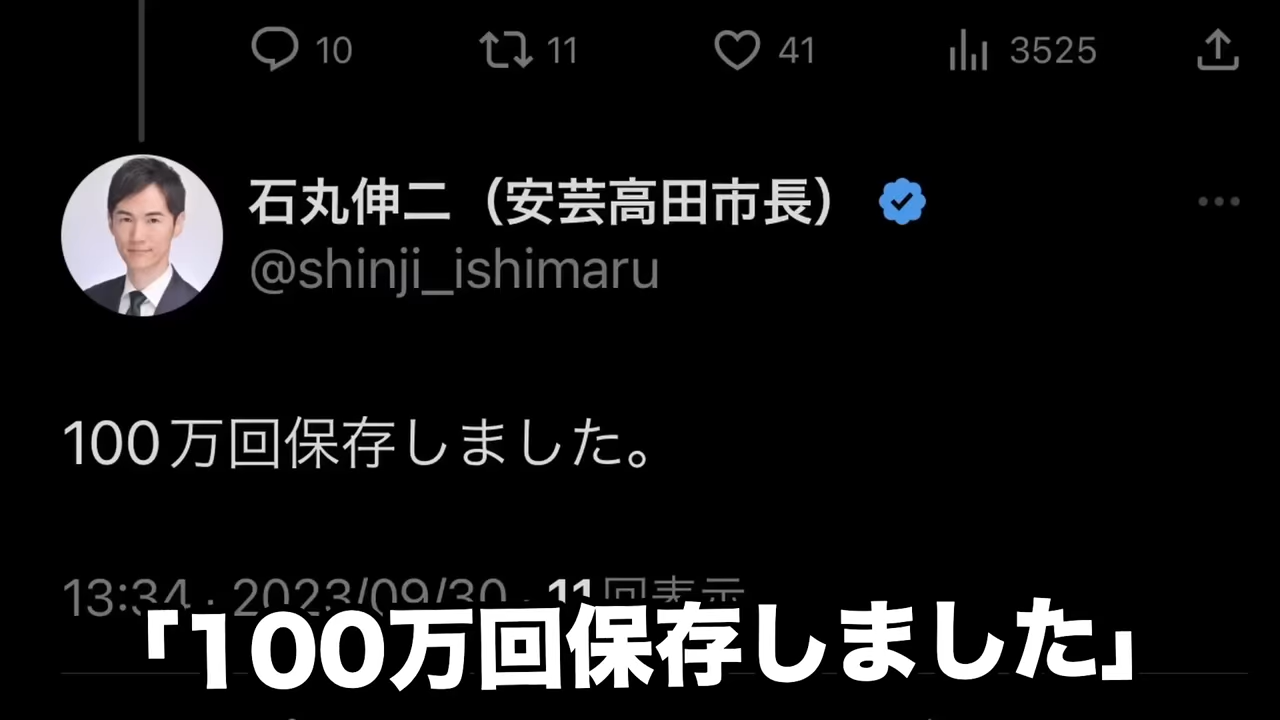 10 11 41 3525
石丸伸二（安芸高田市長）
@shinji_ishimaru
100万回保存しました。
13:34 · 2023/09/30 · 11回表示
「100万回保存しました」